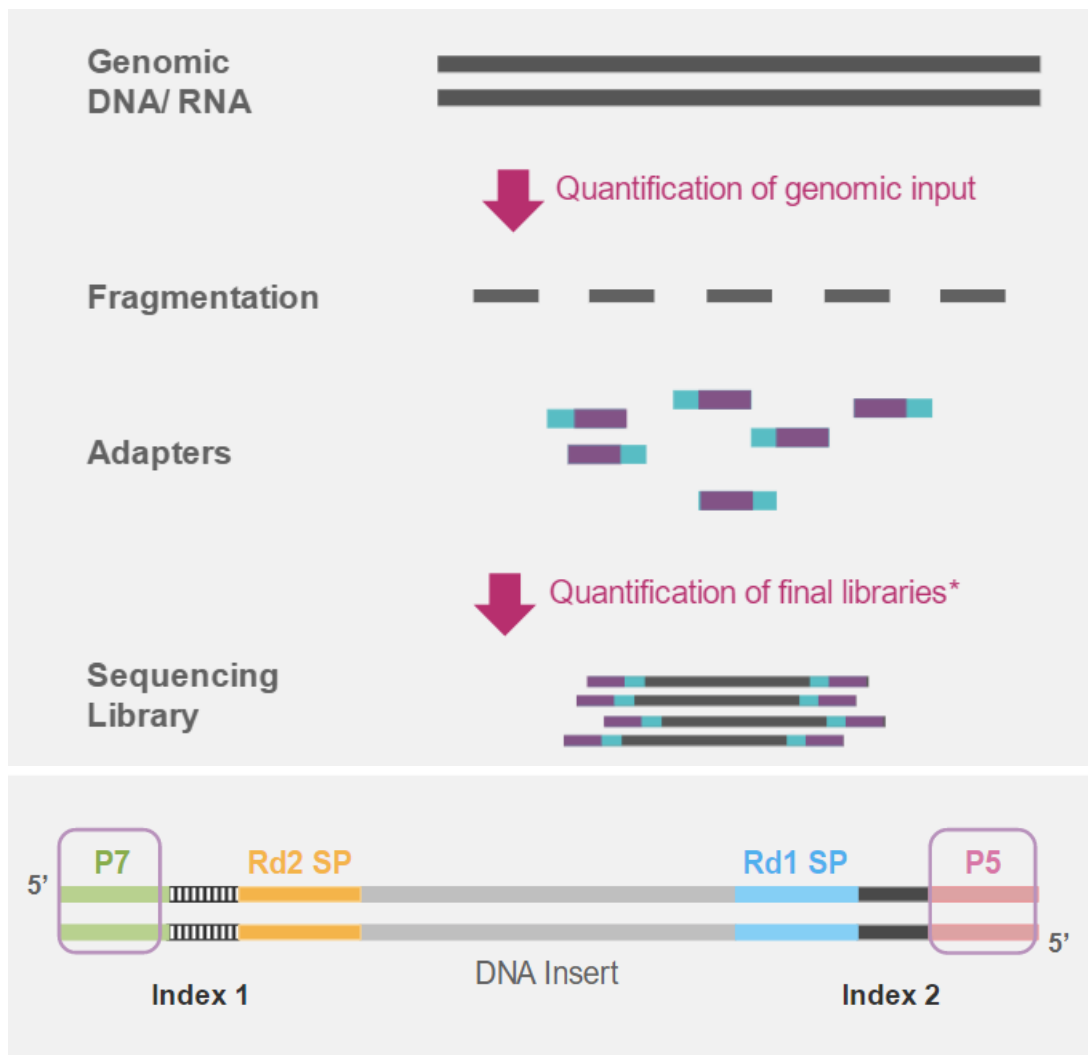 Genomic
DNA/ RNA
Quantification of genomic input
Fragmentation
Adapters
Quantification of final libraries*
Sequencing
Library
P7
Rd2 SP
Rd1 SP
P5
5’
5’
DNA Insert
Index 1
Index 2